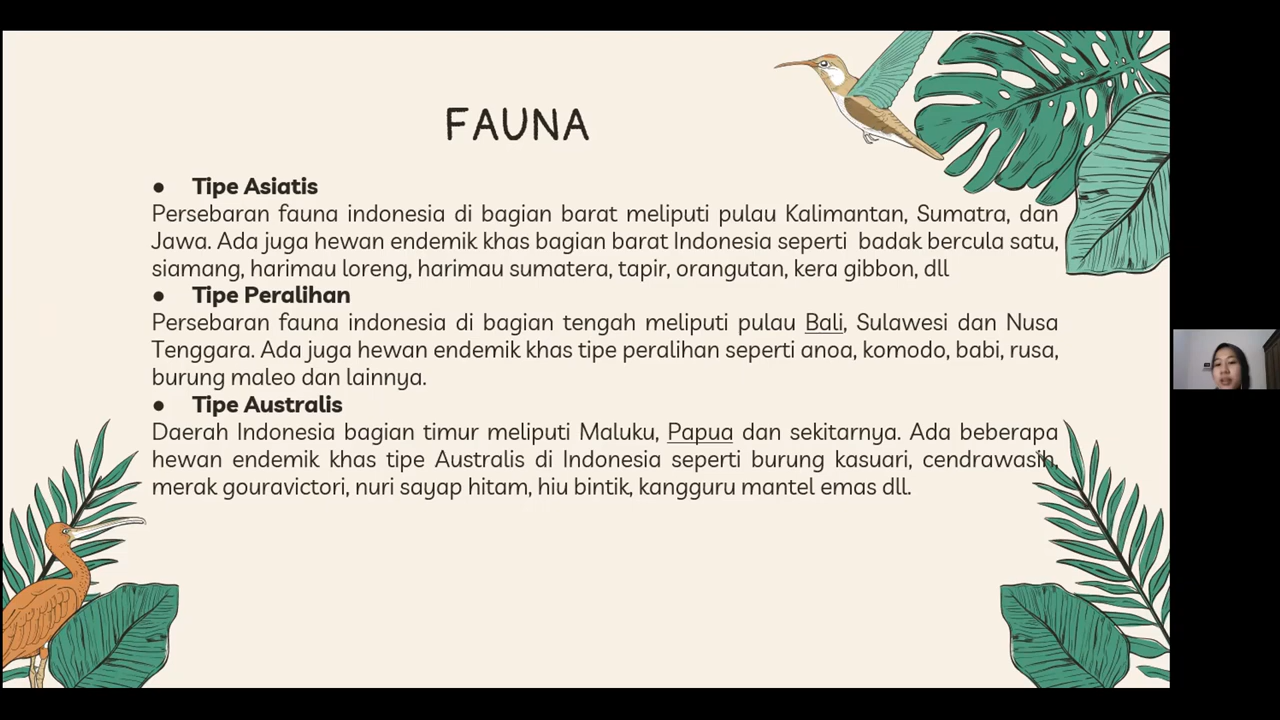 FAUNA
● Tipe Asiatis
Persebaran fauna indonesia di bagian barat meliputi pulau Kalimantan, Sumatra, dan
Jawa. Ada juga hewan endemik khas bagian barat Indonesia seperti badak bercula satu,
siamang, harimau loreng, harimau sumatera, tapir, orangutan, kera gibbon, dll
● Tipe Peralihan
Persebaran fauna indonesia di bagian tengah meliputi pulau Bali, Sulawesi dan Nusa
Tenggara. Ada juga hewan endemik khas tipe peralihan seperti anoa, komodo, babi, rusa,
burung maleo dan lainnya.
● Tipe Australis
Daerah Indonesia bagian timur meliputi Maluku, Papua dan sekitarnya. Ada beberapa
hewan endemik khas tipe Australis di Indonesia seperti burung kasuari, cendrawasih,
merak gouravictori, nuri sayap hitam, hiu bintik, kangguru mantel emas dll.